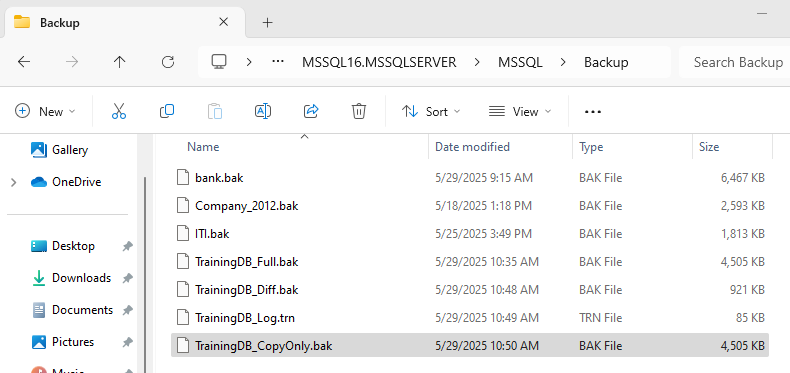 Backup
MSSQL16.MSSQLSERVER > MSSQL > Backup Search Backup
New Sort View
Name Date modified Type Size
Gallery
OneDrive
Desktop
Downloads
Documents
Pictures
Music
bank.bak 5/29/2025 9:15 AM BAK File 6,467 KB
Company_2012.bak 5/18/2025 1:18 PM BAK File 2,593 KB
ITI.bak 5/25/2025 3:49 PM BAK File 1,813 KB
TrainingDB_Full.bak 5/29/2025 10:35 AM BAK File 4,505 KB
TrainingDB_Diff.bak 5/29/2025 10:48 AM BAK File 921 KB
TrainingDB_Log.trn 5/29/2025 10:49 AM TRN File 85 KB
TrainingDB_CopyOnly.bak 5/29/2025 10:50 AM BAK File 4,505 KB